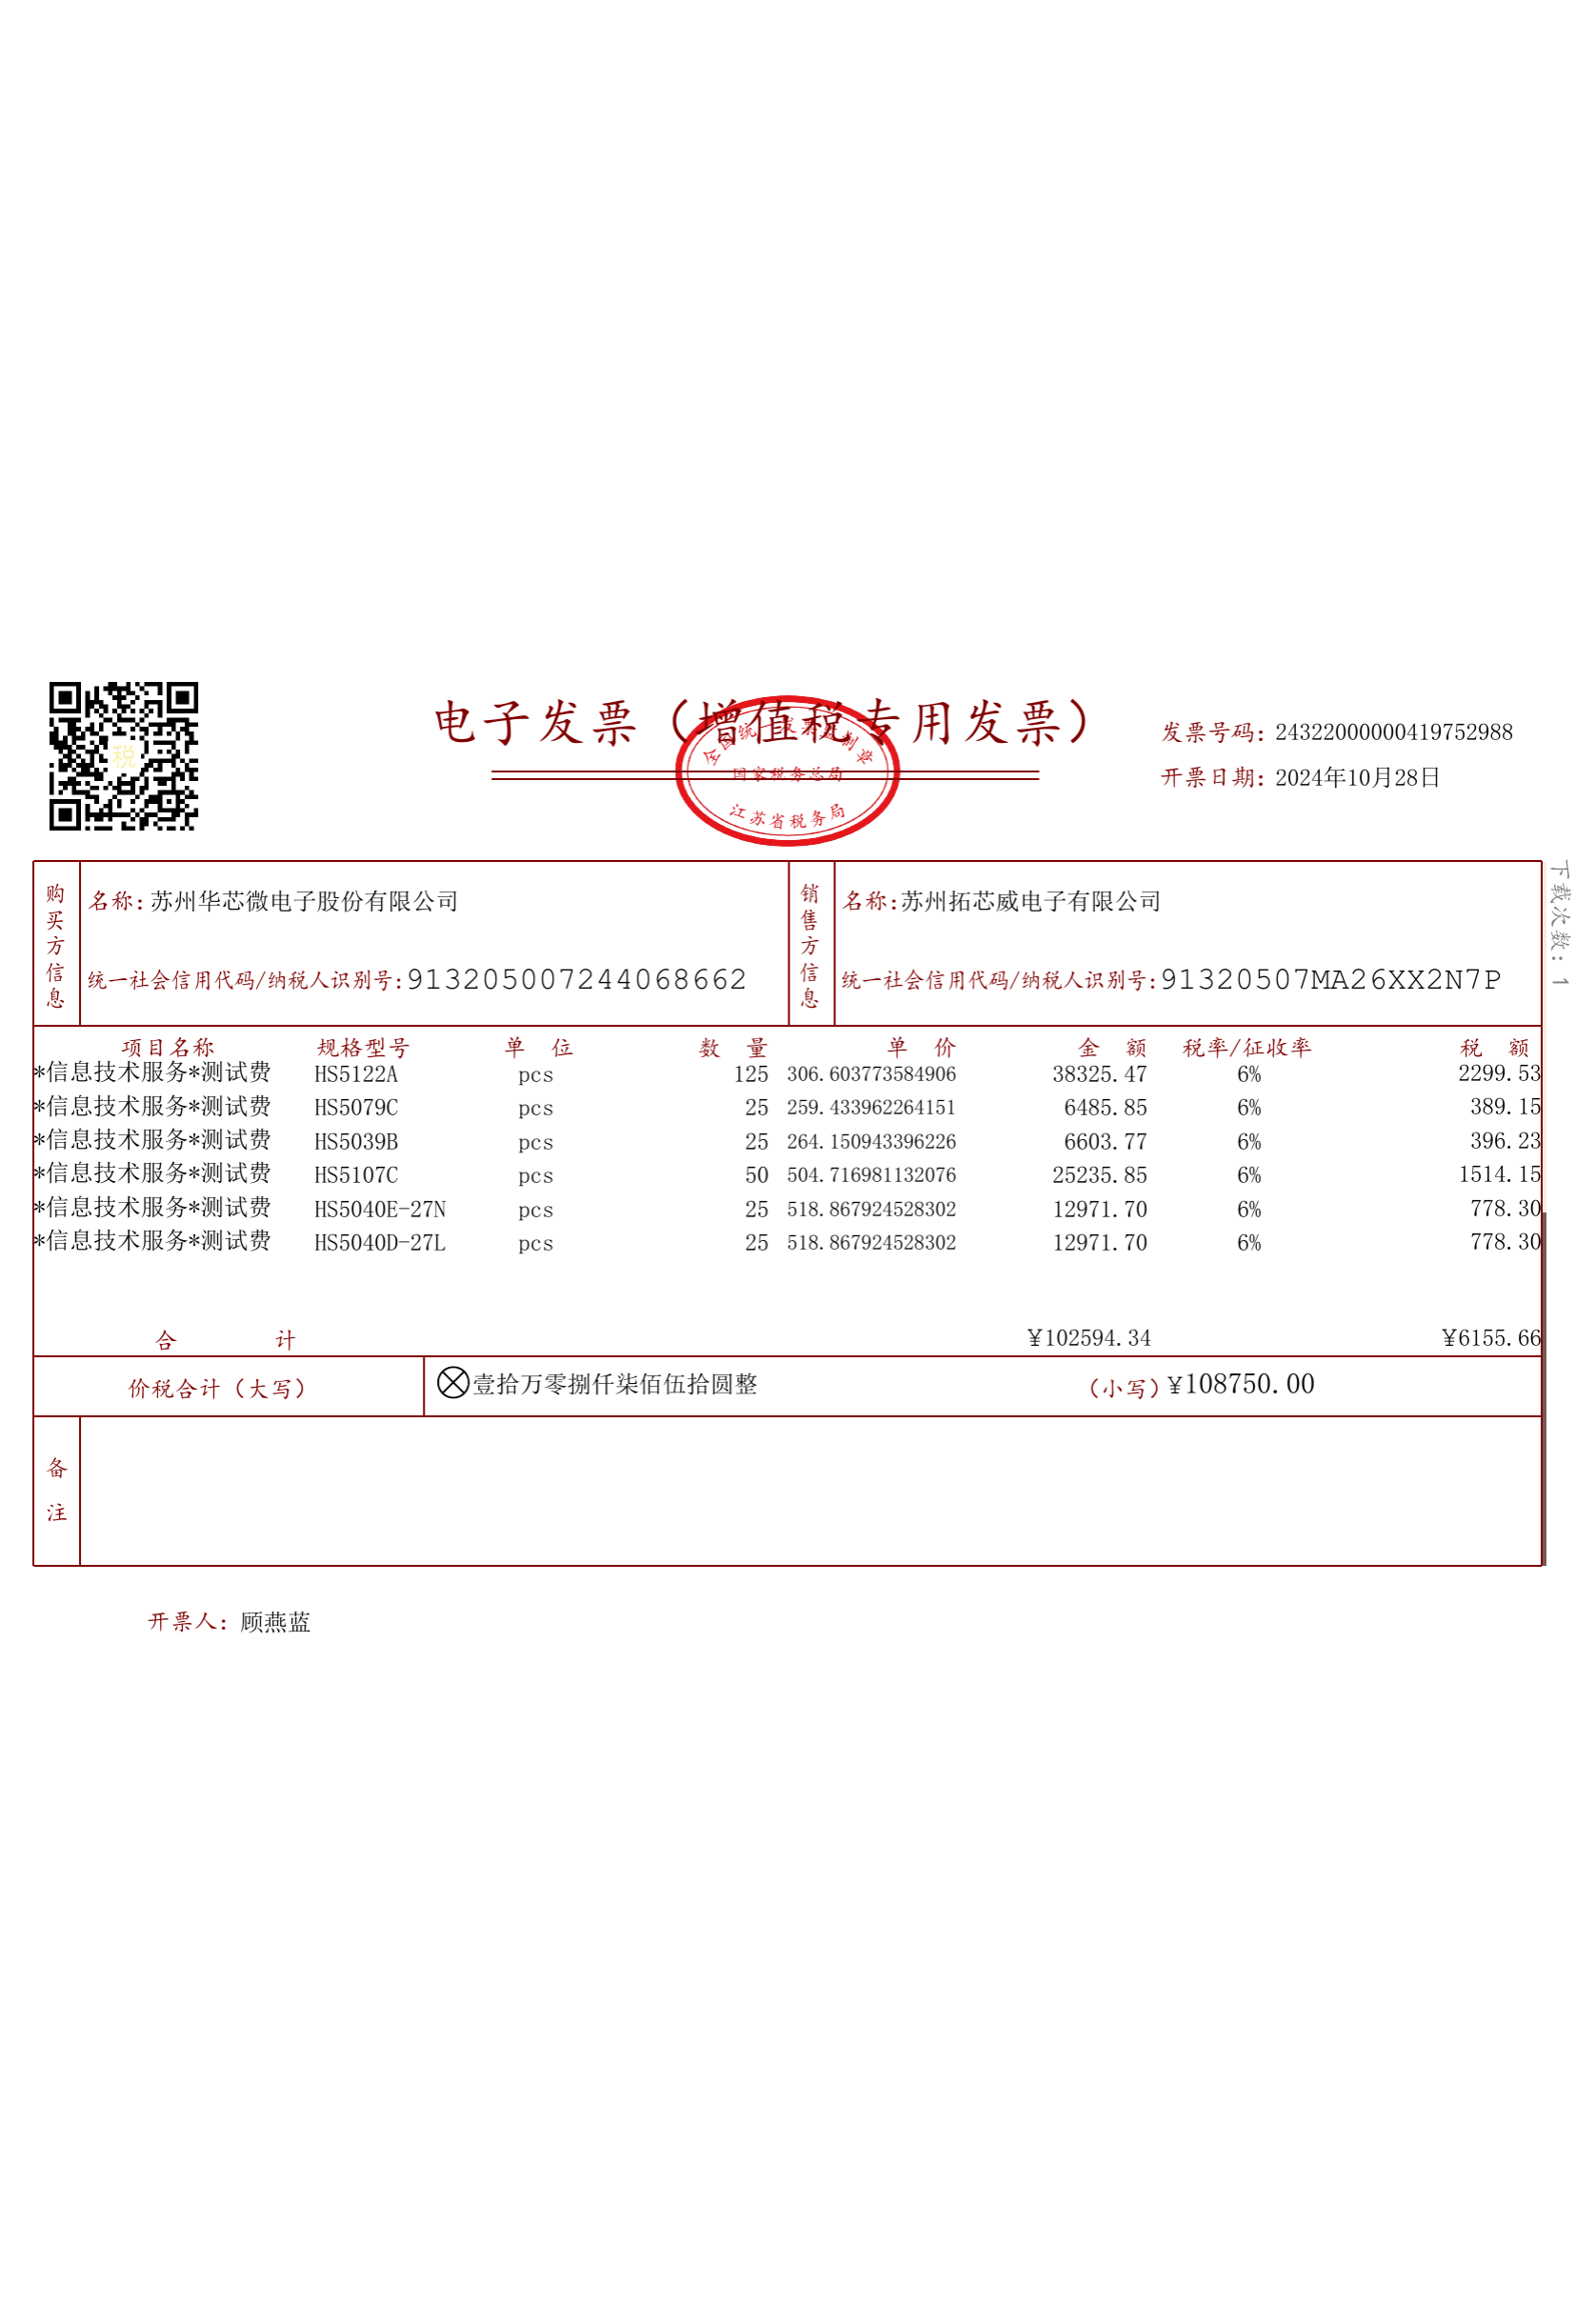 电子发票（增值税专用发票）
全国统一发票监制章
国家税务总局
江苏省税务局
税
发票号码: 24322000000419752988
开票日期: 2024年10月28日
下载次数: 1
购买方信息
名称: 苏州华芯微电子股份有限公司
统一社会信用代码/纳税人识别号: 913205007244068662
销售方信息
名称: 苏州拓芯威电子有限公司
统一社会信用代码/纳税人识别号: 91320507MA26XX2N7P
项目名称 规格型号 单位 数量 单价 金额 税率/征收率 税额
*信息技术服务*测试费 HS5122A pcs 125 306.603773584906 38325.47 6% 2299.53
*信息技术服务*测试费 HS5079C pcs 25 259.433962264151 6485.85 6% 389.15
*信息技术服务*测试费 HS5039B pcs 25 264.150943396226 6603.77 6% 396.23
*信息技术服务*测试费 HS5107C pcs 50 504.716981132076 25235.85 6% 1514.15
*信息技术服务*测试费 HS5040E-27N pcs 25 518.867924528302 12971.70 6% 778.30
*信息技术服务*测试费 HS5040D-27L pcs 25 518.867924528302 12971.70 6% 778.30
合计 ¥102594.34 ¥6155.66
价税合计（大写） ⊗壹拾万零捌仟柒佰伍拾圆整 （小写）¥108750.00
备注
开票人: 顾燕蓝